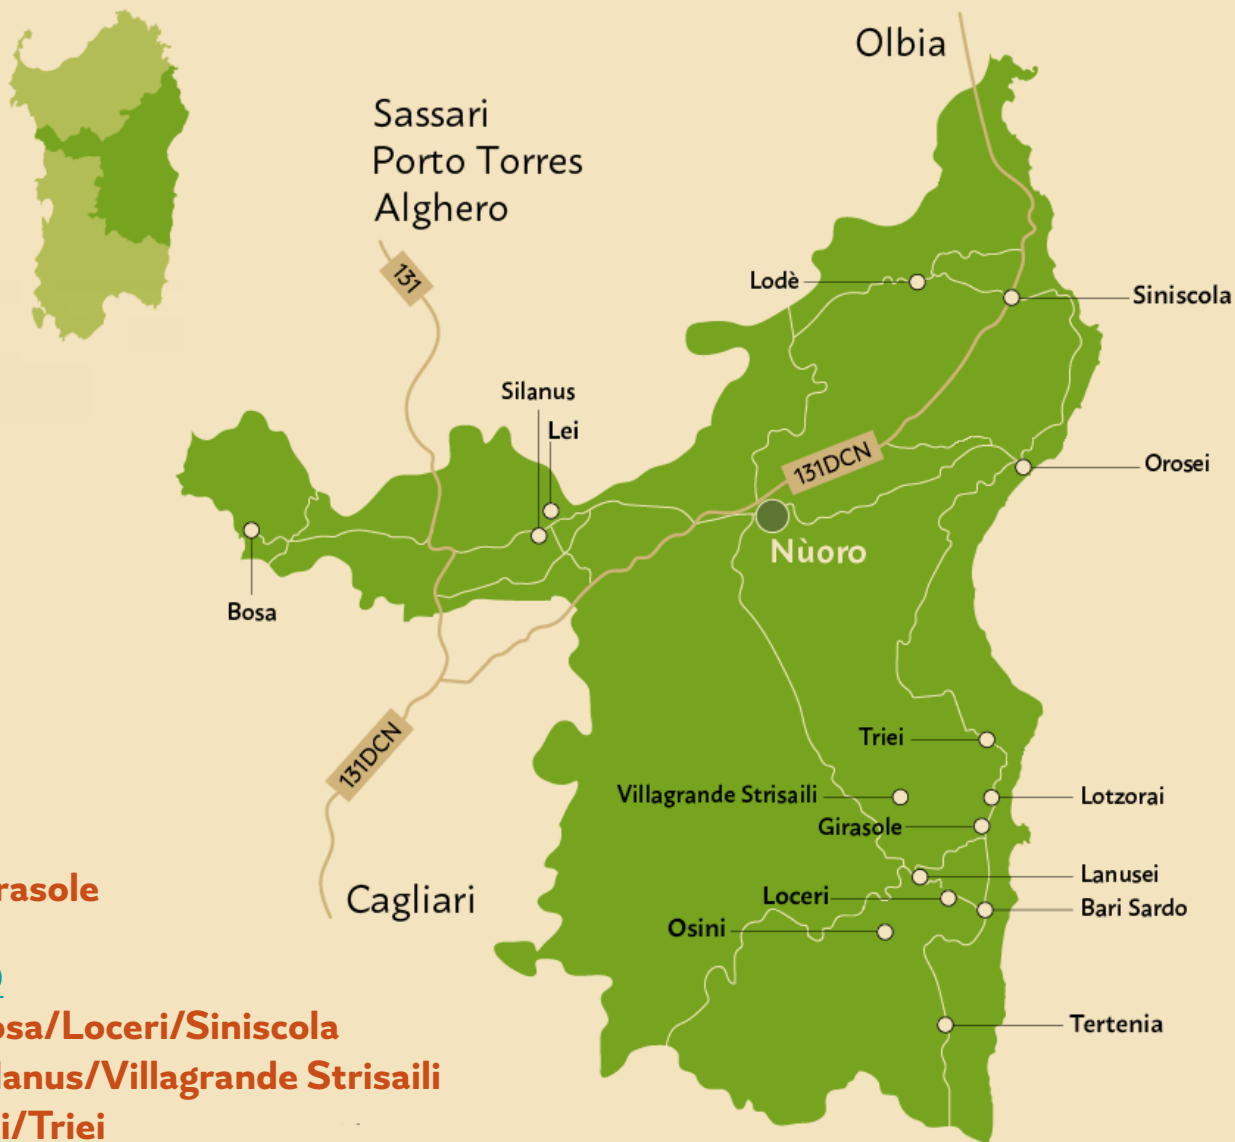 Olbia
Sassari
Porto Torres
Alghero
131
Lodè
Siniscola
Silanus
Lei
131DCN
Orosei
Nùoro
Bosa
Triei
131DCN
Villagrande Strisaili
Lotzorai
Girasole
Lanusei
Cagliari
Loceri
Bari Sardo
Osini
Tertenia
rasole
osa/Loceri/Siniscola
lanus/Villagrande Strisaili
i/Triei